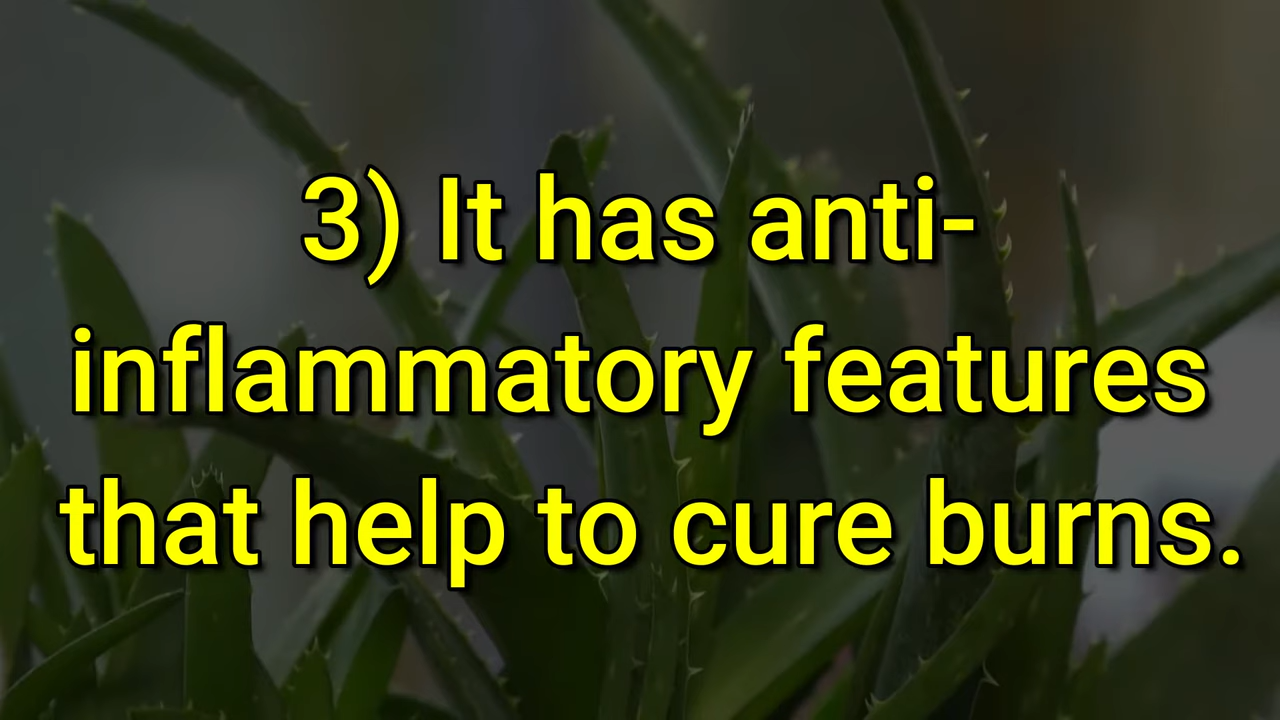 3) It has anti-
inflammatory features
that help to cure burns.